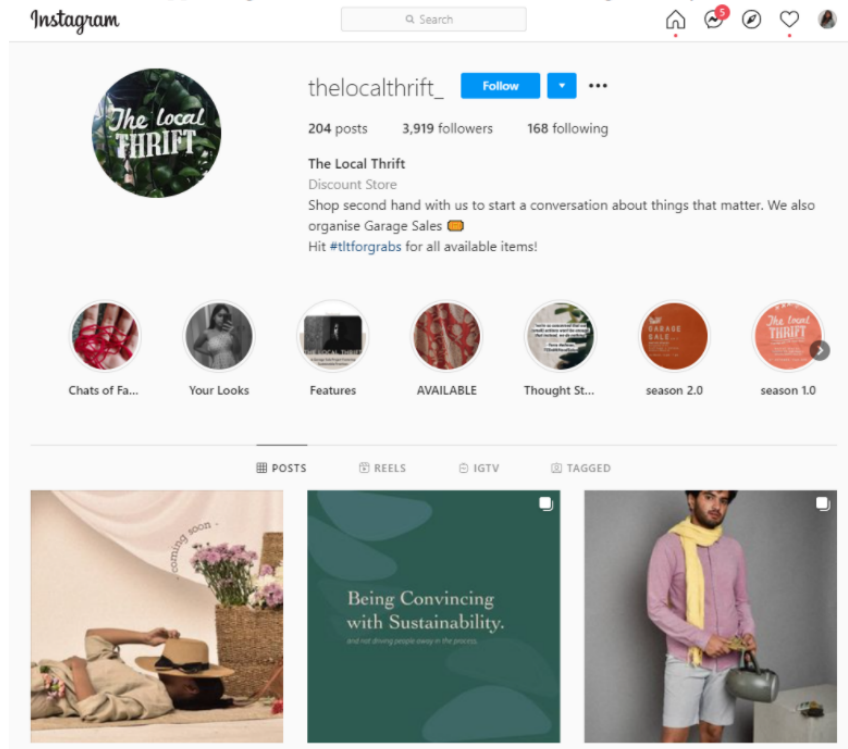 Instagram
Search
5
thelocalthrift_ Follow
204 posts 3,919 followers 168 following
The Local Thrift
Discount Store
Shop second hand with us to start a conversation about things that matter. We also
organise Garage Sales
Hit #tltforgrabs for all available items!
The local
THRIFT
Chats of Fa... Your Looks Features AVAILABLE Thought St... season 2.0 season 1.0
GARAGE
SALE
The local
THRIFT
POSTS REELS IGTV TAGGED
- coming soon -
Being Convincing
with Sustainability.
and not driving people away in the process.